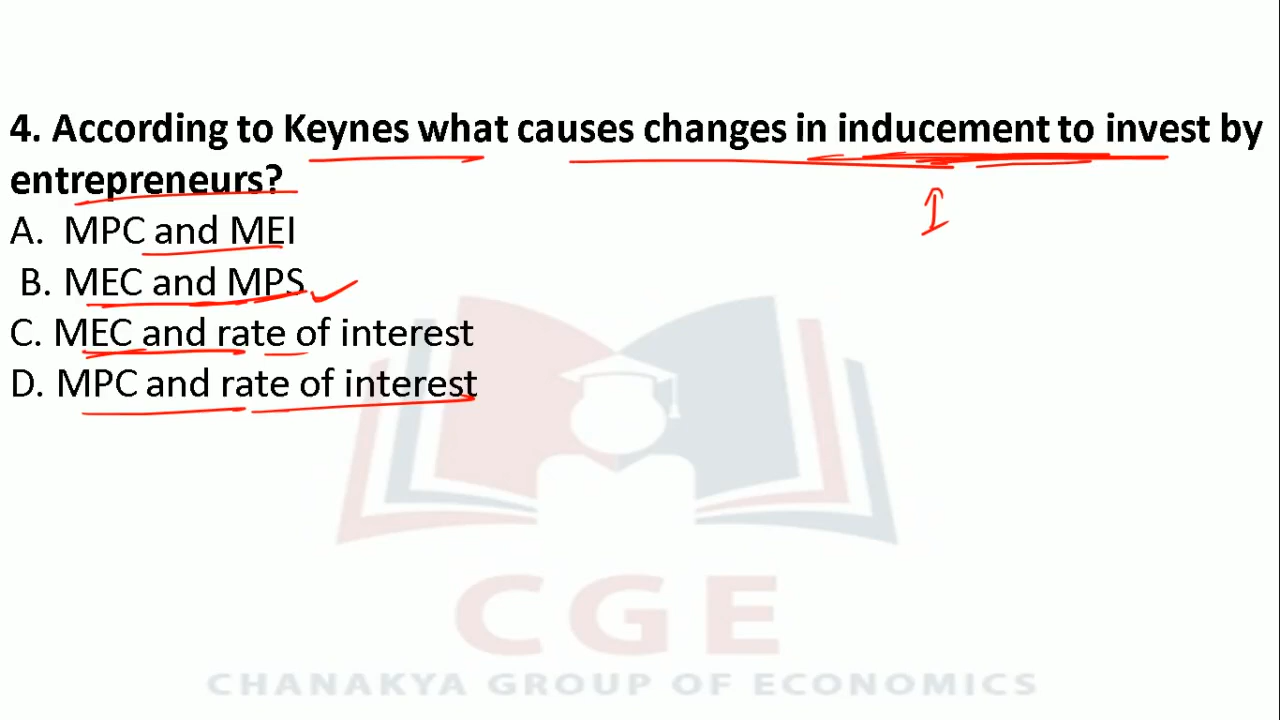 4. According to Keynes what causes changes in inducement to invest by
entrepreneurs?
A. MPC and MEI
B. MEC and MPS
C. MEC and rate of interest
D. MPC and rate of interest
I
CGE
CHANAKYA GROUP OF ECONOMICS